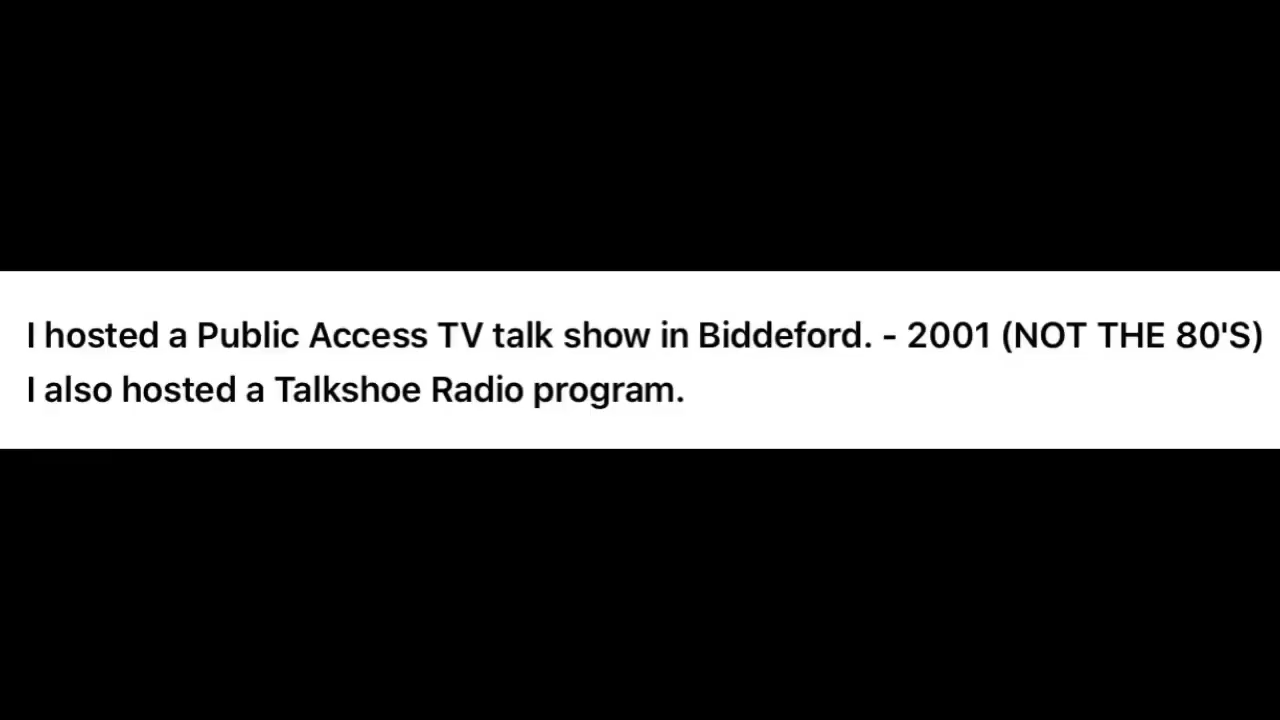 I hosted a Public Access TV talk show in Biddeford. - 2001 (NOT THE 80'S)
I also hosted a Talkshoe Radio program.